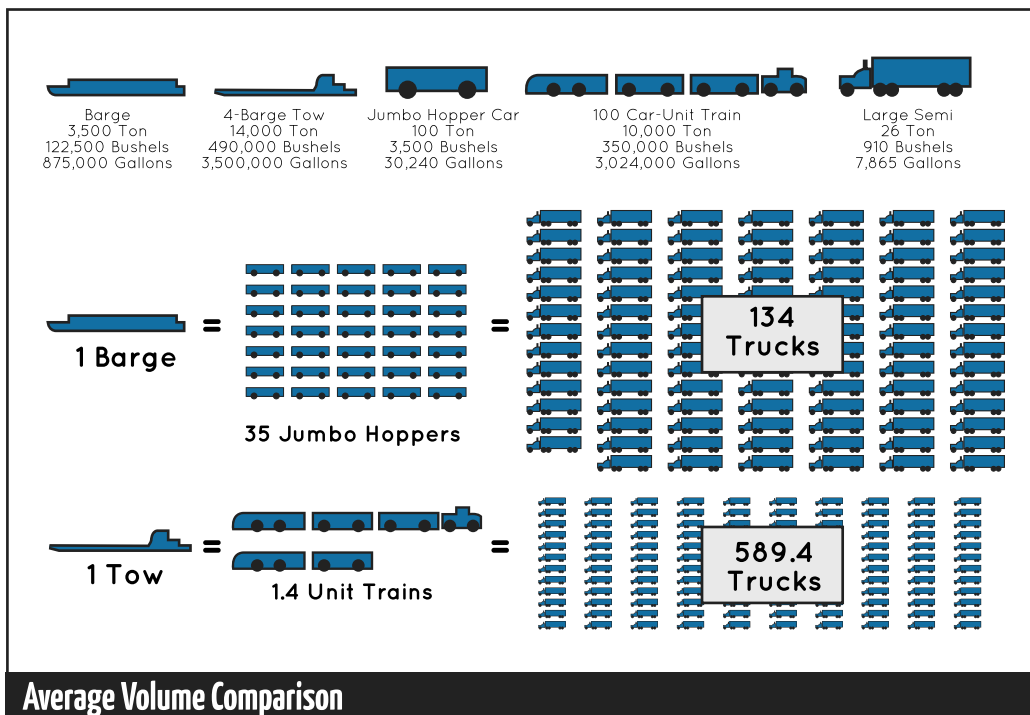 Barge
3,500 Ton
122,500 Bushels
875,000 Gallons
4-Barge Tow
14,000 Ton
490,000 Bushels
3,500,000 Gallons
Jumbo Hopper Car
100 Ton
3,500 Bushels
30,240 Gallons
100 Car-Unit Train
10,000 Ton
350,000 Bushels
3,024,000 Gallons
Large Semi
26 Ton
910 Bushels
7,865 Gallons
1 Barge
=
35 Jumbo Hoppers
=
134
Trucks
1 Tow
=
1.4 Unit Trains
=
589.4
Trucks
Average Volume Comparison